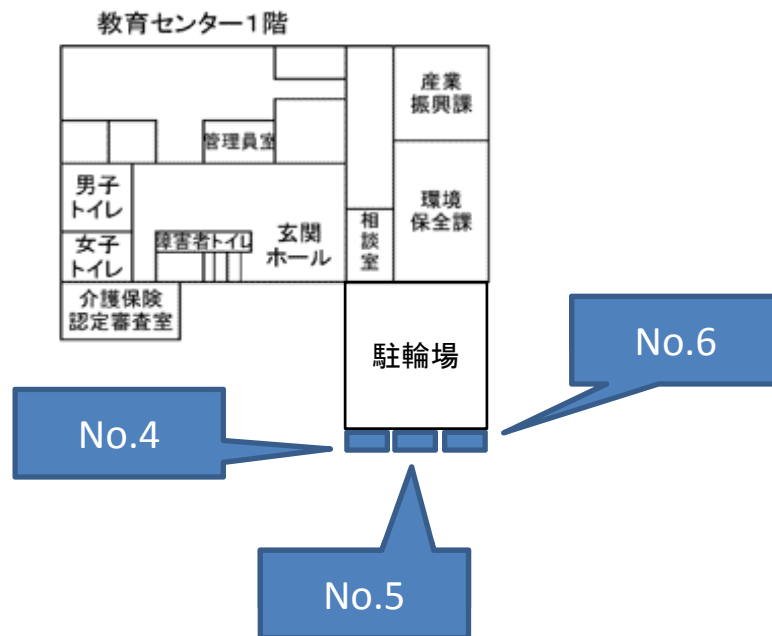 教育センター1階
産業
振興課
管理員室
男子
トイレ
環境
保全課
女子
トイレ
障害者トイレ
玄関
ホール
相談室
介護保険
認定審査室
駐輪場
No.6
No.4
No.5